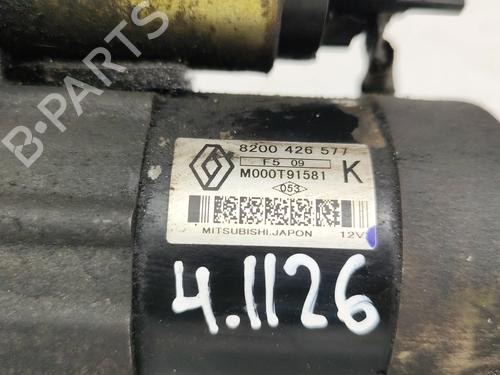 8200 426 577
F5 09
M000T91581 K
053
MITSUBISHI.JAPON 12V
4.1126
B-PARTS